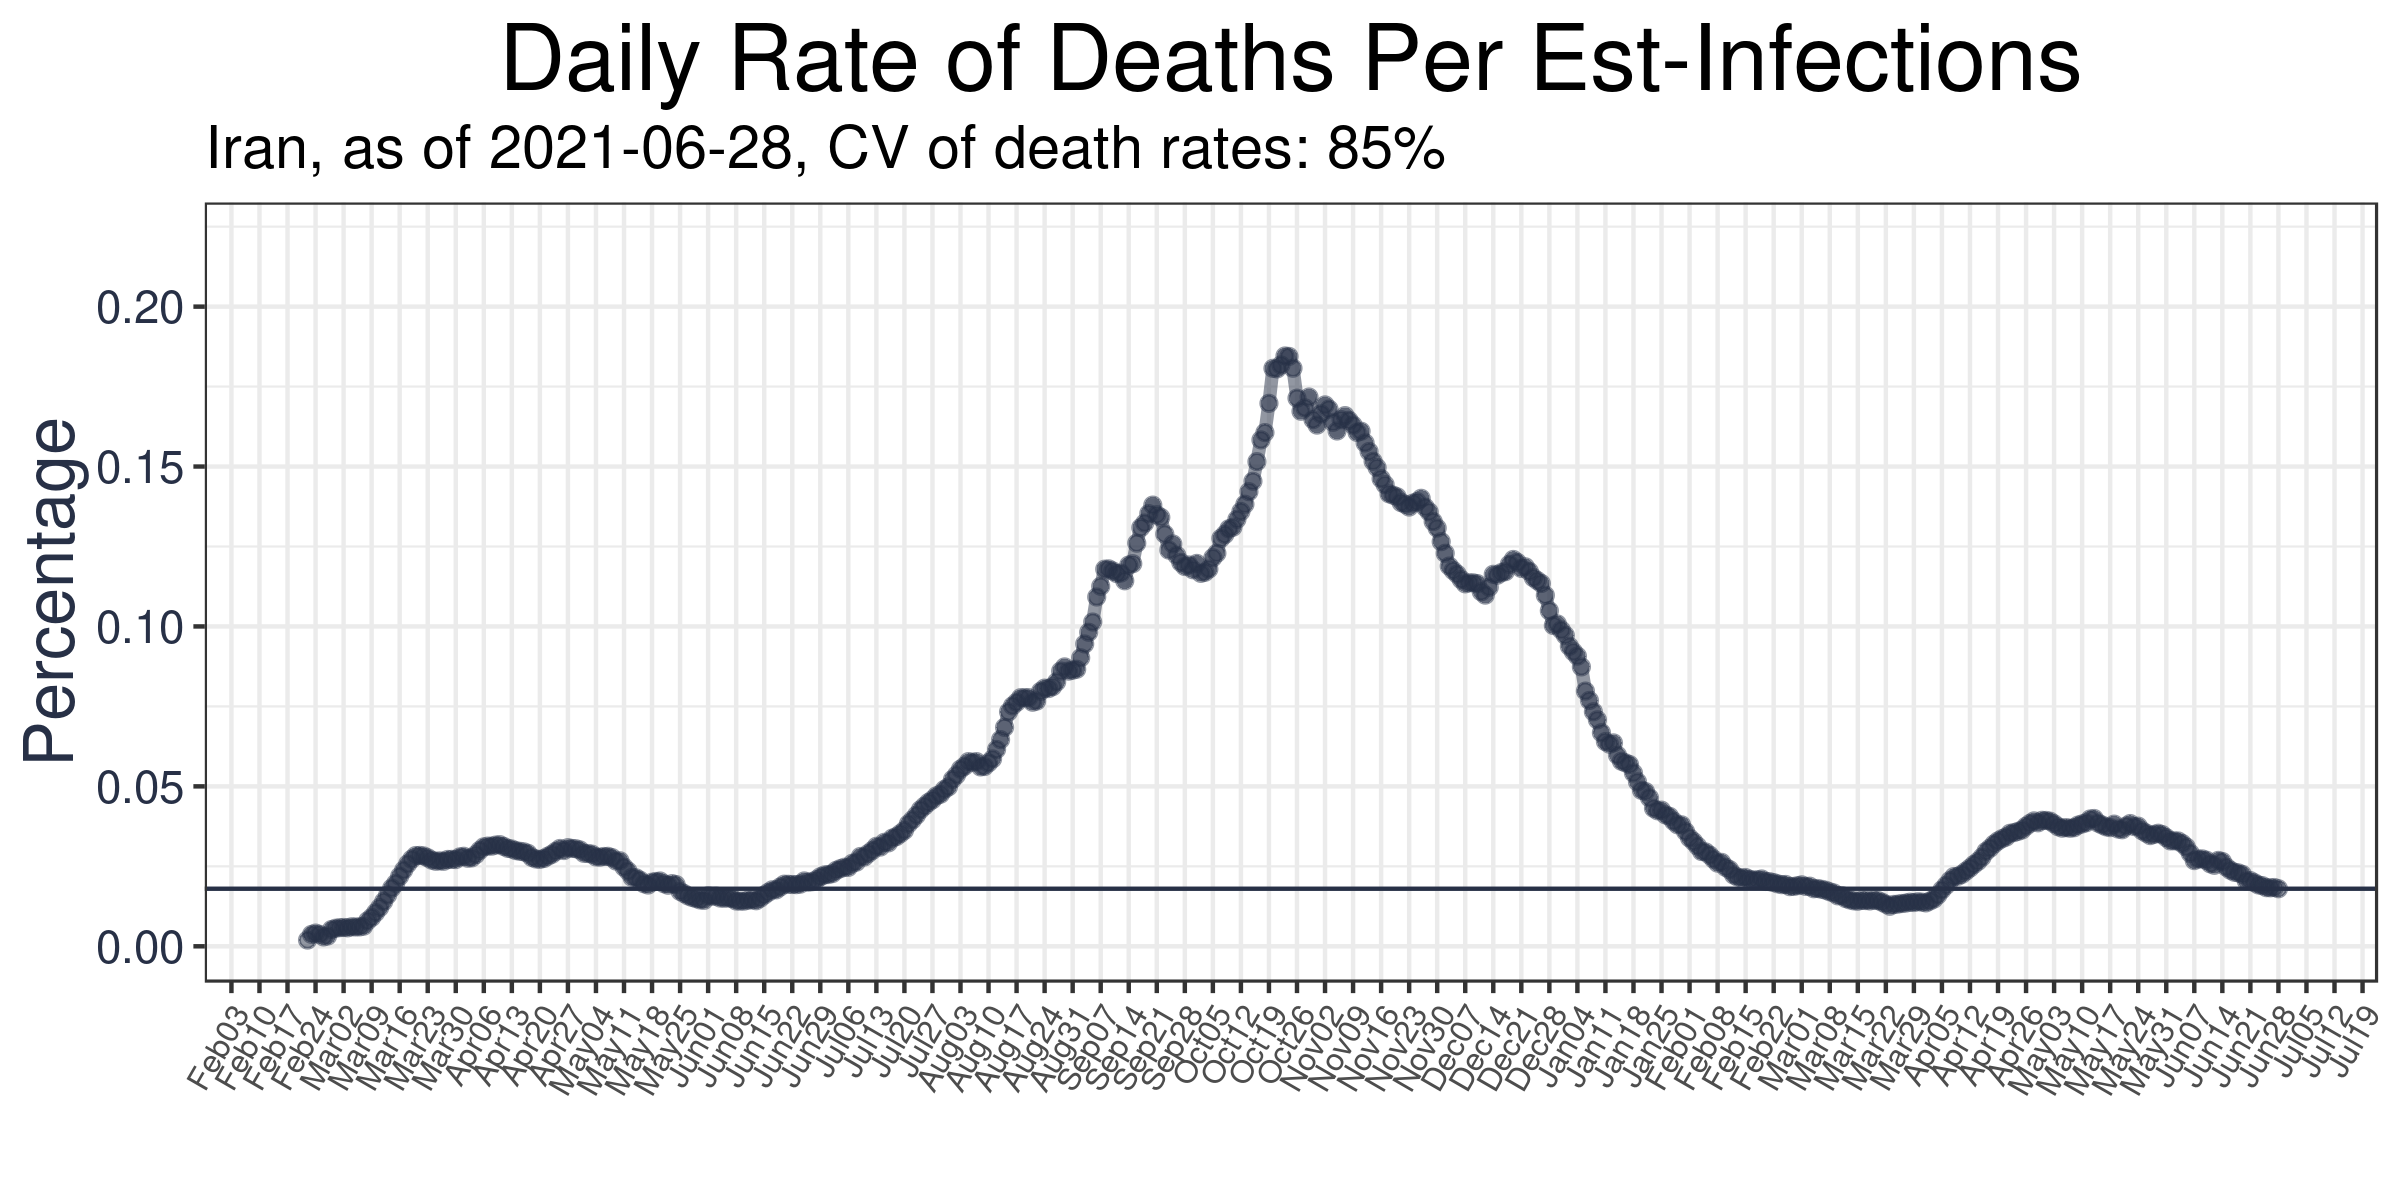 Daily Rate of Deaths Per Est-Infections
Iran, as of 2021-06-28, CV of death rates: 85%
Percentage
0.20
0.15
0.10
0.05
0.00
Feb03
Feb10
Feb17
Feb24
Mar02
Mar09
Mar16
Mar23
Mar30
Apr06
Apr13
Apr20
Apr27
May04
May11
May18
May25
Jun01
Jun08
Jun15
Jun22
Jun29
Jul06
Jul13
Jul20
Jul27
Aug03
Aug10
Aug17
Aug24
Aug31
Sep07
Sep14
Sep21
Sep28
Oct05
Oct12
Oct19
Oct26
Nov02
Nov09
Nov16
Nov23
Nov30
Dec07
Dec14
Dec21
Dec28
Jan04
Jan11
Jan18
Jan25
Feb01
Feb08
Feb15
Feb22
Mar01
Mar08
Mar15
Mar22
Mar29
Apr05
Apr12
Apr19
Apr26
May03
May10
May17
May24
May31
Jun07
Jun14
Jun21
Jun28
Jul05
Jul12
Jul19